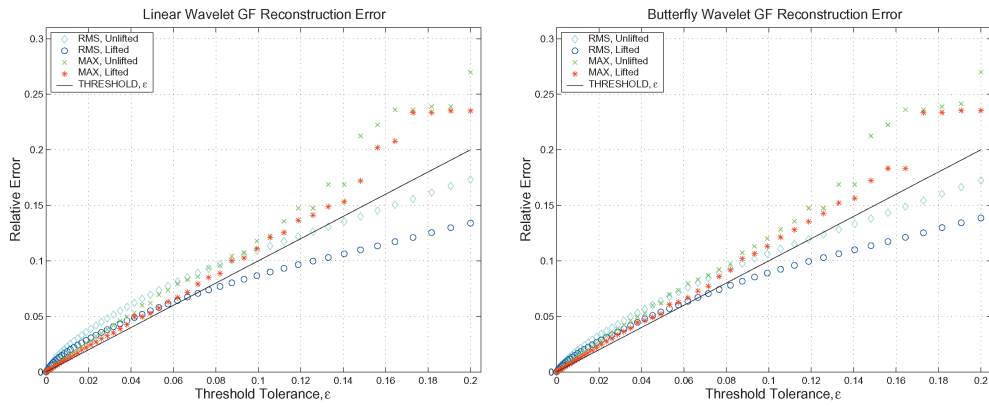 Linear Wavelet GF Reconstruction Error
0.3
0.25
0.2
0.15
0.1
0.05
0
Relative Error
RMS, Unlifted
RMS, Lifted
MAX, Unlifted
MAX, Lifted
THRESHOLD, ε
0 0.02 0.04 0.06 0.08 0.1 0.12 0.14 0.16 0.18 0.2
Threshold Tolerance, ε
Butterfly Wavelet GF Reconstruction Error
0.3
0.25
0.2
0.15
0.1
0.05
0
Relative Error
RMS, Unlifted
RMS, Lifted
MAX, Unlifted
MAX, Lifted
THRESHOLD, ε
0 0.02 0.04 0.06 0.08 0.1 0.12 0.14 0.16 0.18 0.2
Threshold Tolerance, ε